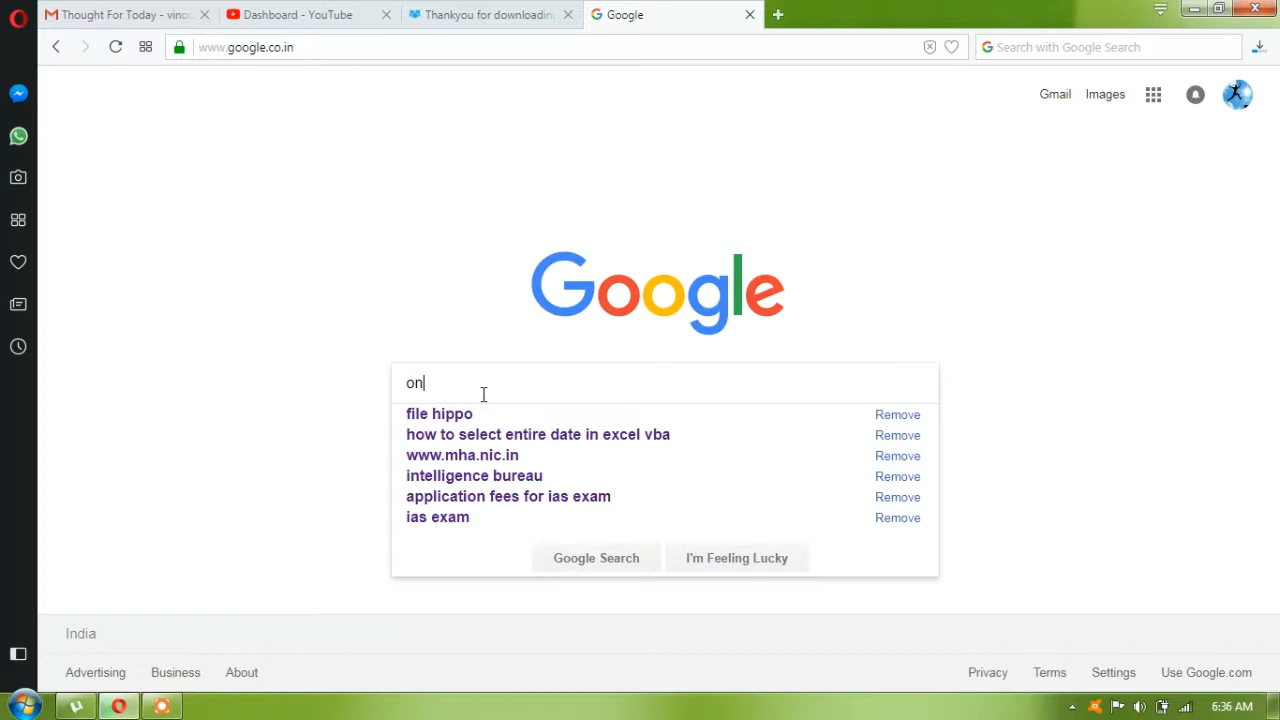 Thought For Today - vino
Dashboard - YouTube
Thankyou for downloadin
Google
www.google.co.in
Search with Google Search
Gmail Images
Google
on
file hippo Remove
how to select entire date in excel vba Remove
www.mha.nic.in Remove
intelligence bureau Remove
application fees for ias exam Remove
ias exam Remove
Google Search I'm Feeling Lucky
India
Advertising Business About Privacy Terms Settings Use Google.com
6:36 AM